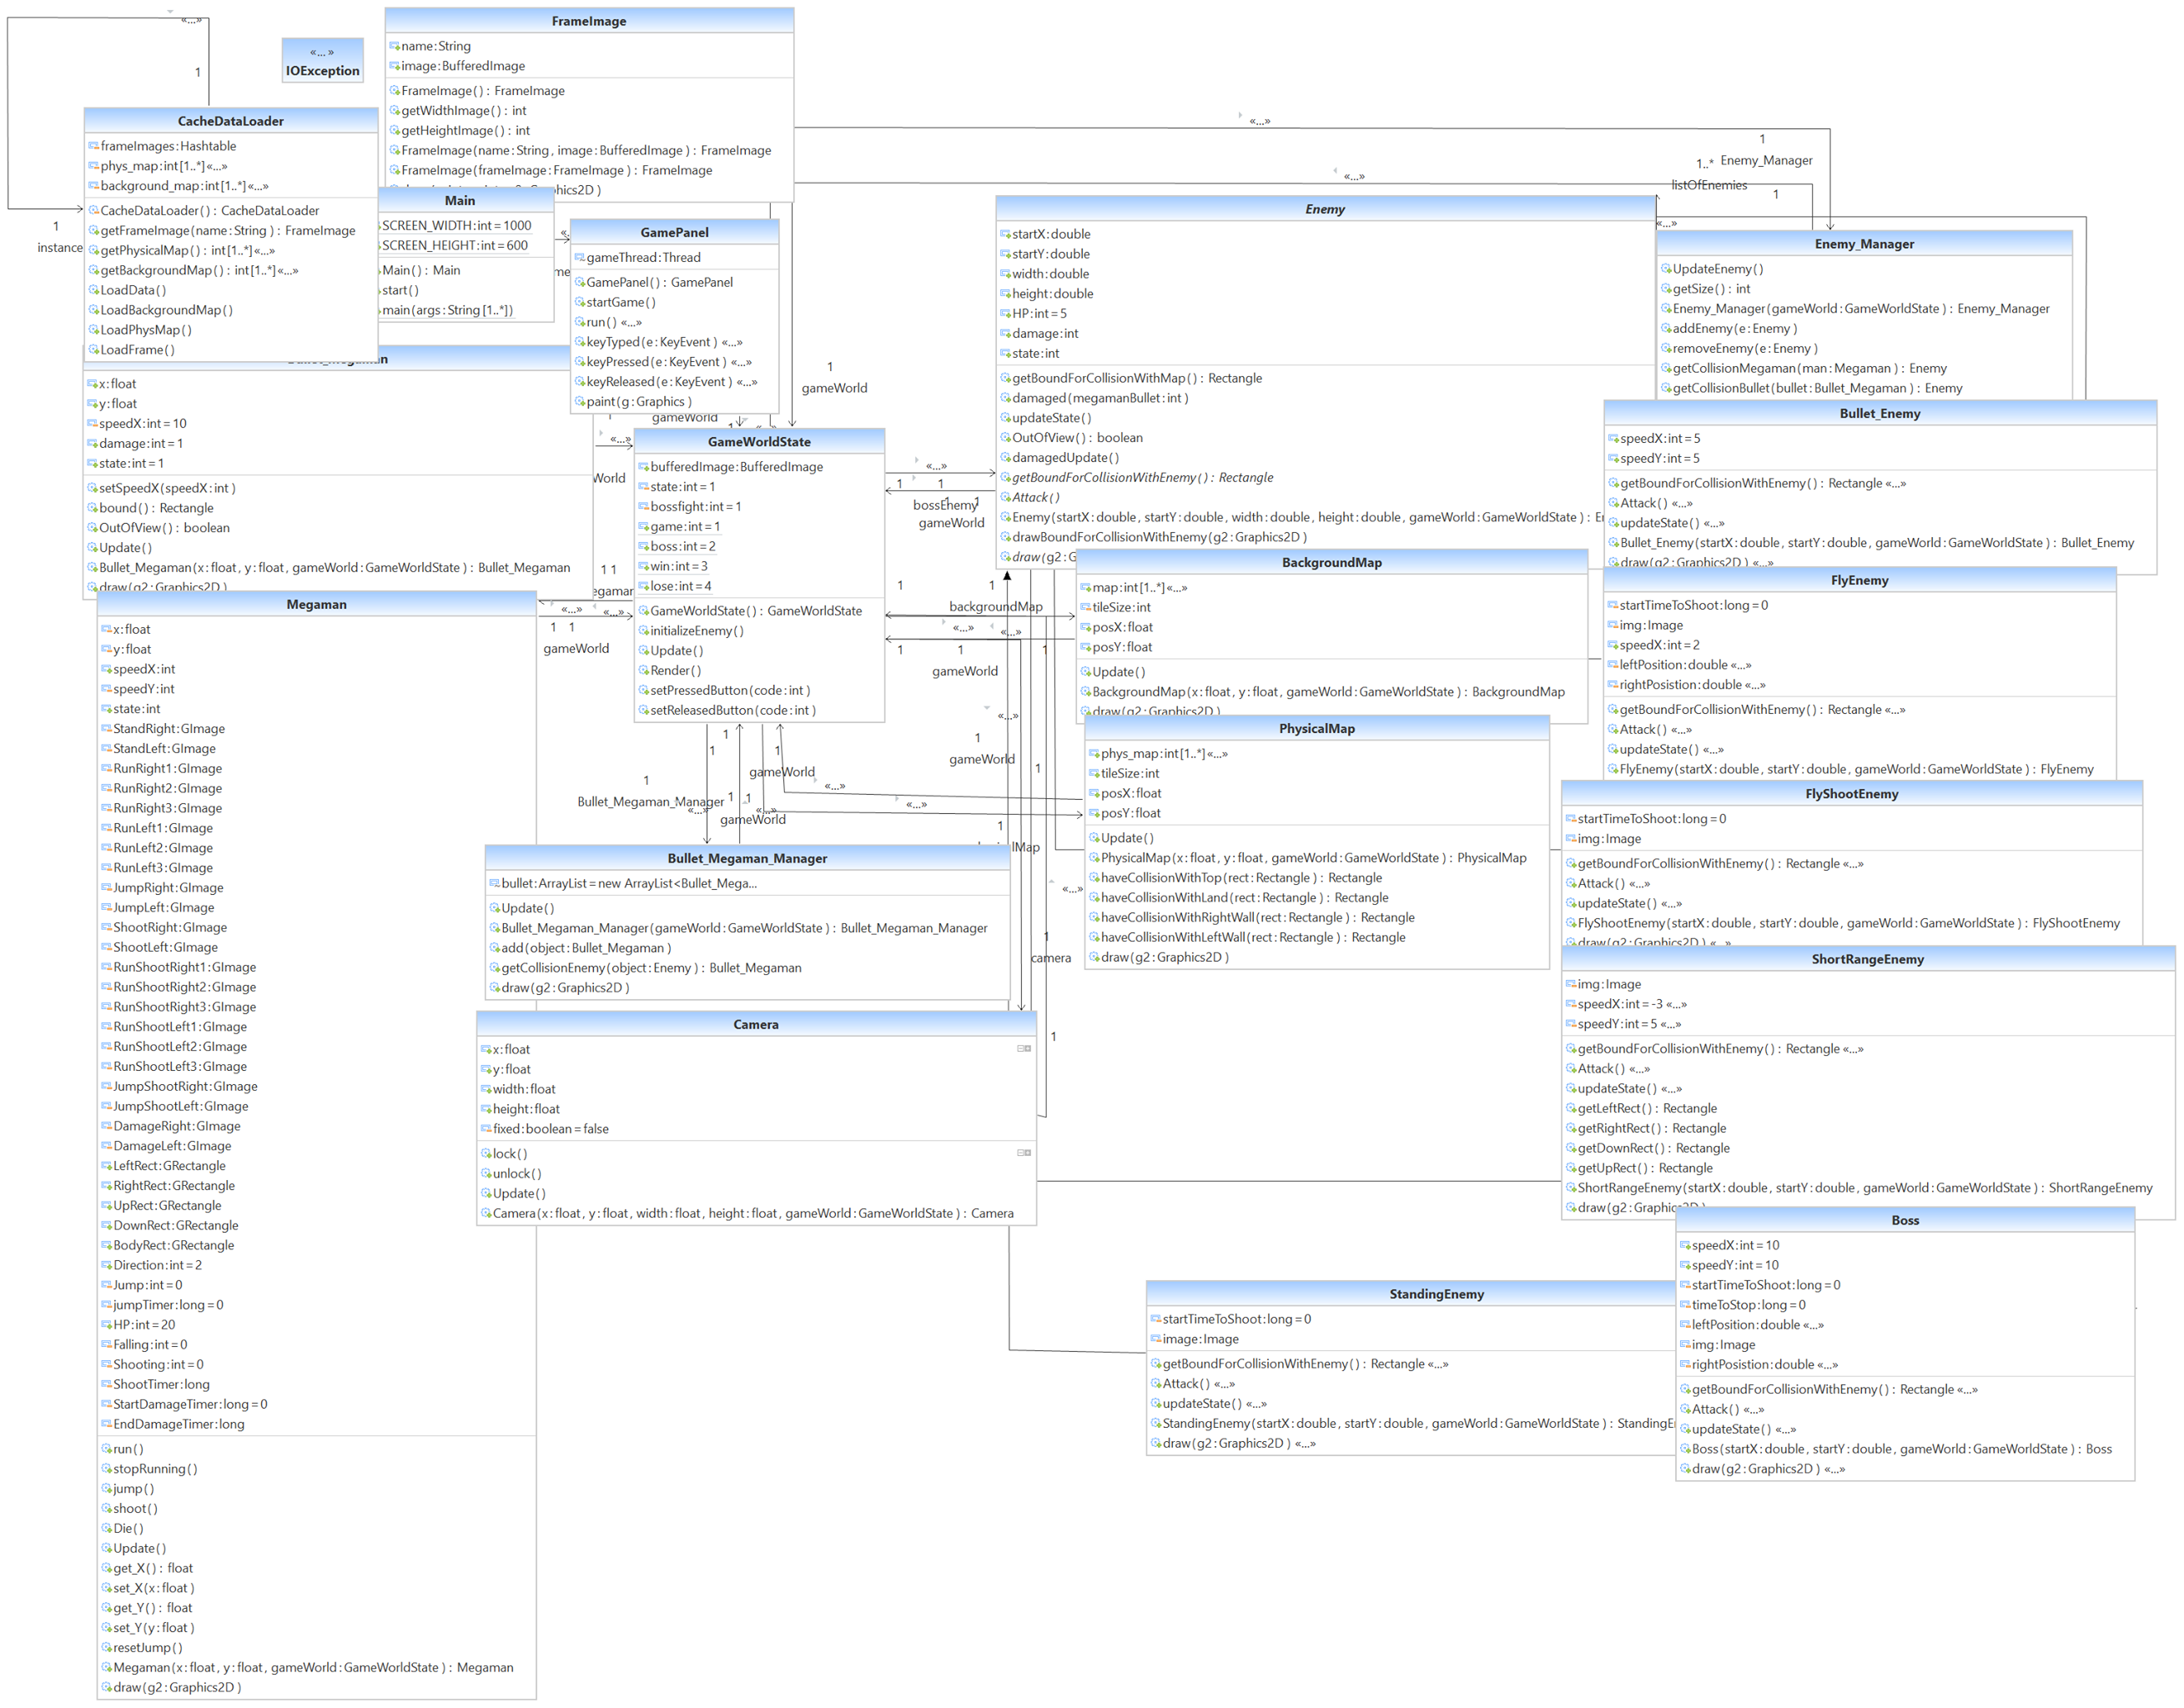 «...»
1
1
instance
«...»
IOException
FrameImage
name:String
image:BufferedImage
FrameImage(): FrameImage
getWidthImage(): int
getHeightImage(): int
FrameImage(name:String, image:BufferedImage): FrameImage
FrameImage(frameImage:FrameImage): FrameImage
CacheDataLoader
frameImages:Hashtable
phys_map:int[1..*]«...»
background_map:int[1..*]«...»
CacheDataLoader(): CacheDataLoader
getFrameImage(name:String): FrameImage
getPhysicalMap(): int[1..*]«...»
getBackgroundMap(): int[1..*]«...»
LoadData()
LoadBackgroundMap()
LoadPhysMap()
LoadFrame()
Main
SCREEN_WIDTH:int=1000
SCREEN_HEIGHT:int=600
Main(): Main
start()
main(args:String[1..*])
GamePanel
gameThread:Thread
GamePanel(): GamePanel
startGame()
run()«...»
keyTyped(e:KeyEvent)«...»
keyPressed(e:KeyEvent)«...»
keyReleased(e:KeyEvent)«...»
paint(g:Graphics)
«...»
1
Enemy_Manager
1..*
listOfEnemies
«...»
1
1
gameWorld
gameWorld
Enemy
startX:double
startY:double
width:double
height:double
HP:int=5
damage:int
state:int
getBoundForCollisionWithMap(): Rectangle
damaged(megamanBullet:int)
updateState()
OutOfView(): boolean
damagedUpdate()
getBoundForCollisionWithEnemy(): Rectangle
Attack()
Enemy(startX:double, startY:double, width:double, height:double, gameWorld:GameWorldState):
drawBoundForCollisionWithEnemy(g2:Graphics2D)
Enemy_Manager
UpdateEnemy()
getSize(): int
Enemy_Manager(gameWorld:GameWorldState): Enemy_Manager
addEnemy(e:Enemy)
removeEnemy(e:Enemy)
getCollisionMegaman(man:Megaman): Enemy
getCollisionBullet(bullet:Bullet_Megaman): Enemy
x:float
y:float
speedX:int=10
damage:int=1
state:int=1
setSpeedX(speedX:int)
bound(): Rectangle
OutOfView(): boolean
Update()
Bullet_Megaman(x:float, y:float, gameWorld:GameWorldState): Bullet_Megaman
draw(g2:Graphics2D)
GameWorldState
bufferedImage:BufferedImage
state:int=1
bossfight:int=1
game:int=1
boss:int=2
win:int=3
lose:int=4
GameWorldState(): GameWorldState
initializeEnemy()
Update()
Render()
setPressedButton(code:int)
setReleasedButton(code:int)
«...»
1
1
bossEnemy
gameWorld
Bullet_Enemy
speedX:int=5
speedY:int=5
getBoundForCollisionWithEnemy(): Rectangle«...»
Attack()«...»
updateState()«...»
Bullet_Enemy(startX:double, startY:double, gameWorld:GameWorldState): Bullet_Enemy
draw(g2:Graphics2D)«...»
BackgroundMap
map:int[1..*]«...»
tileSize:int
posX:float
posY:float
Update()
BackgroundMap(x:float, y:float, gameWorld:GameWorldState): BackgroundMap
draw(g2:Graphics2D)
1
1
backgroundMap
«...»
«...»
1
1
1
gameWorld
1 1
«...»
«...»
1 1
gameWorld
FlyEnemy
startTimeToShoot:long=0
img:Image
speedX:int=2
leftPosition:double«...»
rightPosistion:double«...»
getBoundForCollisionWithEnemy(): Rectangle«...»
Attack()«...»
updateState()«...»
FlyEnemy(startX:double, startY:double, gameWorld:GameWorldState): FlyEnemy
Megaman
x:float
y:float
speedX:int
speedY:int
state:int
StandRight:GImage
StandLeft:GImage
RunRight1:GImage
RunRight2:GImage
RunRight3:GImage
RunLeft1:GImage
RunLeft2:GImage
RunLeft3:GImage
JumpRight:GImage
JumpLeft:GImage
ShootRight:GImage
ShootLeft:GImage
RunShootRight1:GImage
RunShootRight2:GImage
RunShootRight3:GImage
RunShootLeft1:GImage
RunShootLeft2:GImage
RunShootLeft3:GImage
JumpShootRight:GImage
JumpShootLeft:GImage
DamageRight:GImage
DamageLeft:GImage
LeftRect:GRectangle
RightRect:GRectangle
UpRect:GRectangle
DownRect:GRectangle
BodyRect:GRectangle
Direction:int=2
Jump:int=0
jumpTimer:long=0
HP:int=20
Falling:int=0
Shooting:int=0
ShootTimer:long
StartDamageTimer:long=0
EndDamageTimer:long
run()
stopRunning()
jump()
shoot()
Die()
Update()
get_X(): float
set_X(x:float)
get_Y(): float
set_Y(y:float)
resetJump()
Megaman(x:float, y:float, gameWorld:GameWorldState): Megaman
draw(g2:Graphics2D)
1
1
1
gameWorld
1
Bullet_Megaman_Manager
1
1
gameWorld
«...»
«...»
«...»
1
gameWorld
1
1
«...»
1
camera
1
PhysicalMap
phys_map:int[1..*]«...»
tileSize:int
posX:float
posY:float
Update()
PhysicalMap(x:float, y:float, gameWorld:GameWorldState): PhysicalMap
haveCollisionWithTop(rect:Rectangle): Rectangle
haveCollisionWithLand(rect:Rectangle): Rectangle
haveCollisionWithRightWall(rect:Rectangle): Rectangle
haveCollisionWithLeftWall(rect:Rectangle): Rectangle
draw(g2:Graphics2D)
FlyShootEnemy
startTimeToShoot:long=0
img:Image
getBoundForCollisionWithEnemy(): Rectangle«...»
Attack()«...»
updateState()«...»
FlyShootEnemy(startX:double, startY:double, gameWorld:GameWorldState): FlyShootEnemy
draw(g2:Graphics2D)«...»
Bullet_Megaman_Manager
bullet:ArrayList=new ArrayList<Bullet_Mega...
Update()
Bullet_Megaman_Manager(gameWorld:GameWorldState): Bullet_Megaman_Manager
add(object:Bullet_Megaman)
getCollisionEnemy(object:Enemy): Bullet_Megaman
draw(g2:Graphics2D)
ShortRangeEnemy
img:Image
speedX:int=-3«...»
speedY:int=5«...»
getBoundForCollisionWithEnemy(): Rectangle«...»
Attack()«...»
updateState()«...»
getLeftRect(): Rectangle
getRightRect(): Rectangle
getDownRect(): Rectangle
getUpRect(): Rectangle
ShortRangeEnemy(startX:double, startY:double, gameWorld:GameWorldState): ShortRangeEnemy
Camera
x:float
y:float
width:float
height:float
fixed:boolean=false
lock()
unlock()
Update()
Camera(x:float, y:float, width:float, height:float, gameWorld:GameWorldState): Camera
StandingEnemy
startTimeToShoot:long=0
image:Image
getBoundForCollisionWithEnemy(): Rectangle«...»
Attack()«...»
updateState()«...»
StandingEnemy(startX:double, startY:double, gameWorld:GameWorldState):
draw(g2:Graphics2D)«...»
Boss
speedX:int=10
speedY:int=10
startTimeToShoot:long=0
timeToStop:long=0
leftPosition:double«...»
img:Image
rightPosistion:double«...»
getBoundForCollisionWithEnemy(): Rectangle«...»
Attack()«...»
updateState()«...»
Boss(startX:double, startY:double, gameWorld:GameWorldState): Boss
draw(g2:Graphics2D)«...»